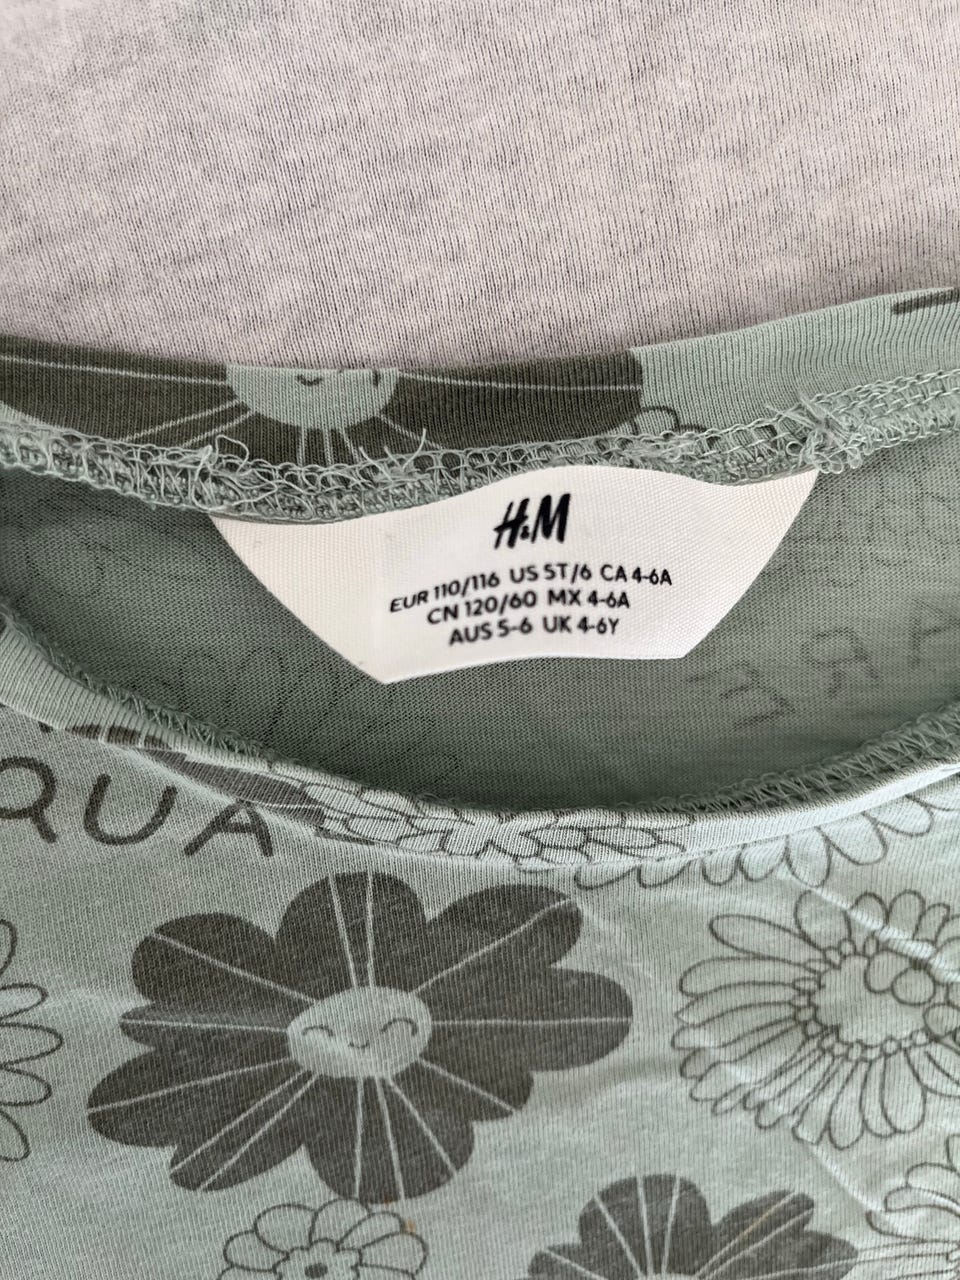 H&M
EUR 110/116 US 5T/6 CA 4-6A
CN 120/60 MX 4-6A
AUS 5-6 UK 4-6Y
QUA